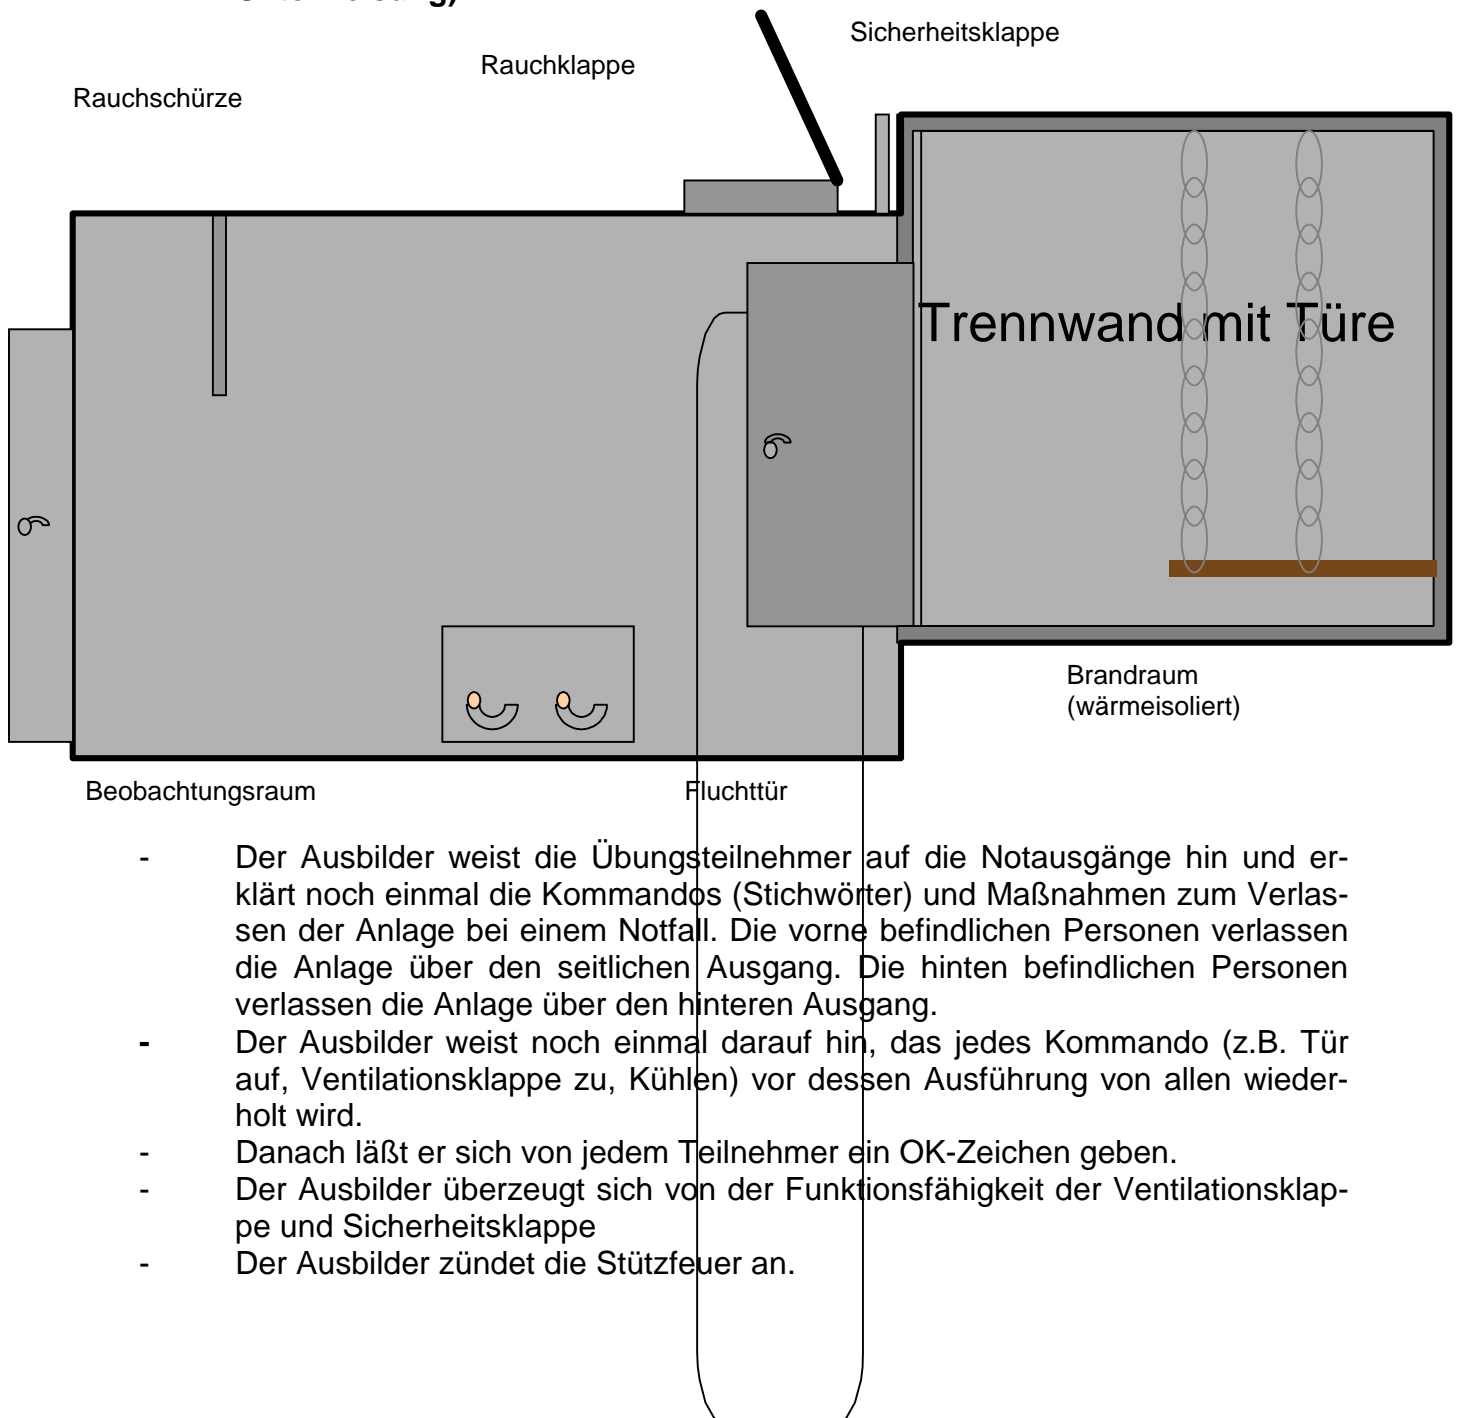 Sicherheitsklappe
Rauchklappe
Rauchschürze
Trennwand mit Türe
Brandraum
(wärmeisoliert)
Beobachtungsraum
Fluchttür
- Der Ausbilder weist die Übungsteilnehmer auf die Notausgänge hin und er-
klärt noch einmal die Kommandos (Stichwörter) und Maßnahmen zum Verlas-
sen der Anlage bei einem Notfall. Die vorne befindlichen Personen verlassen
die Anlage über den seitlichen Ausgang. Die hinten befindlichen Personen
verlassen die Anlage über den hinteren Ausgang.
- Der Ausbilder weist noch einmal darauf hin, das jedes Kommando (z.B. Tür
auf, Ventilationsklappe zu, Kühlen) vor dessen Ausführung von allen wieder-
holt wird.
- Danach läßt er sich von jedem Teilnehmer ein OK-Zeichen geben.
- Der Ausbilder überzeugt sich von der Funktionsfähigkeit der Ventilationsklap-
pe und Sicherheitsklappe
- Der Ausbilder zündet die Stützfeuer an.